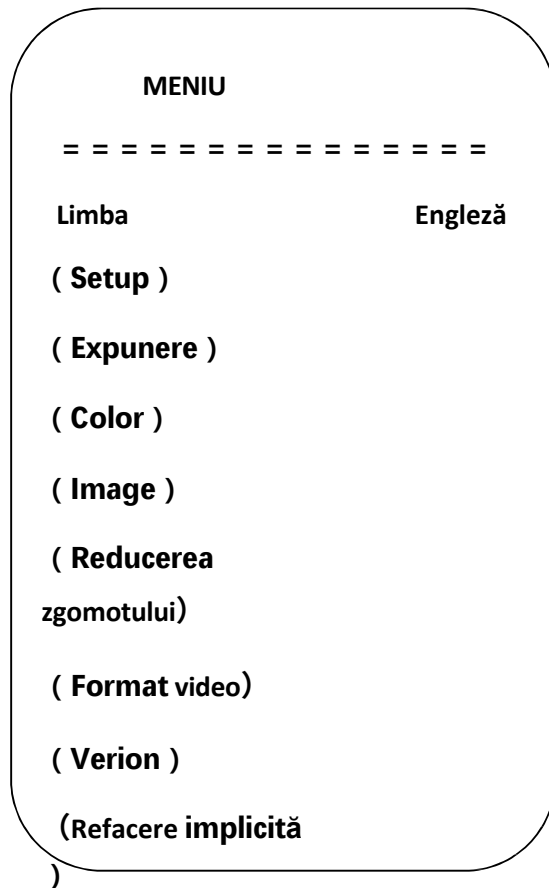 MENIU
= = = = = = = = = = = = = = =
Limba Engleză
( Setup )
( Expunere )
( Color )
( Image )
( Reducerea
zgomotului)
( Format video)
( Verion )
(Refacere implicită
)